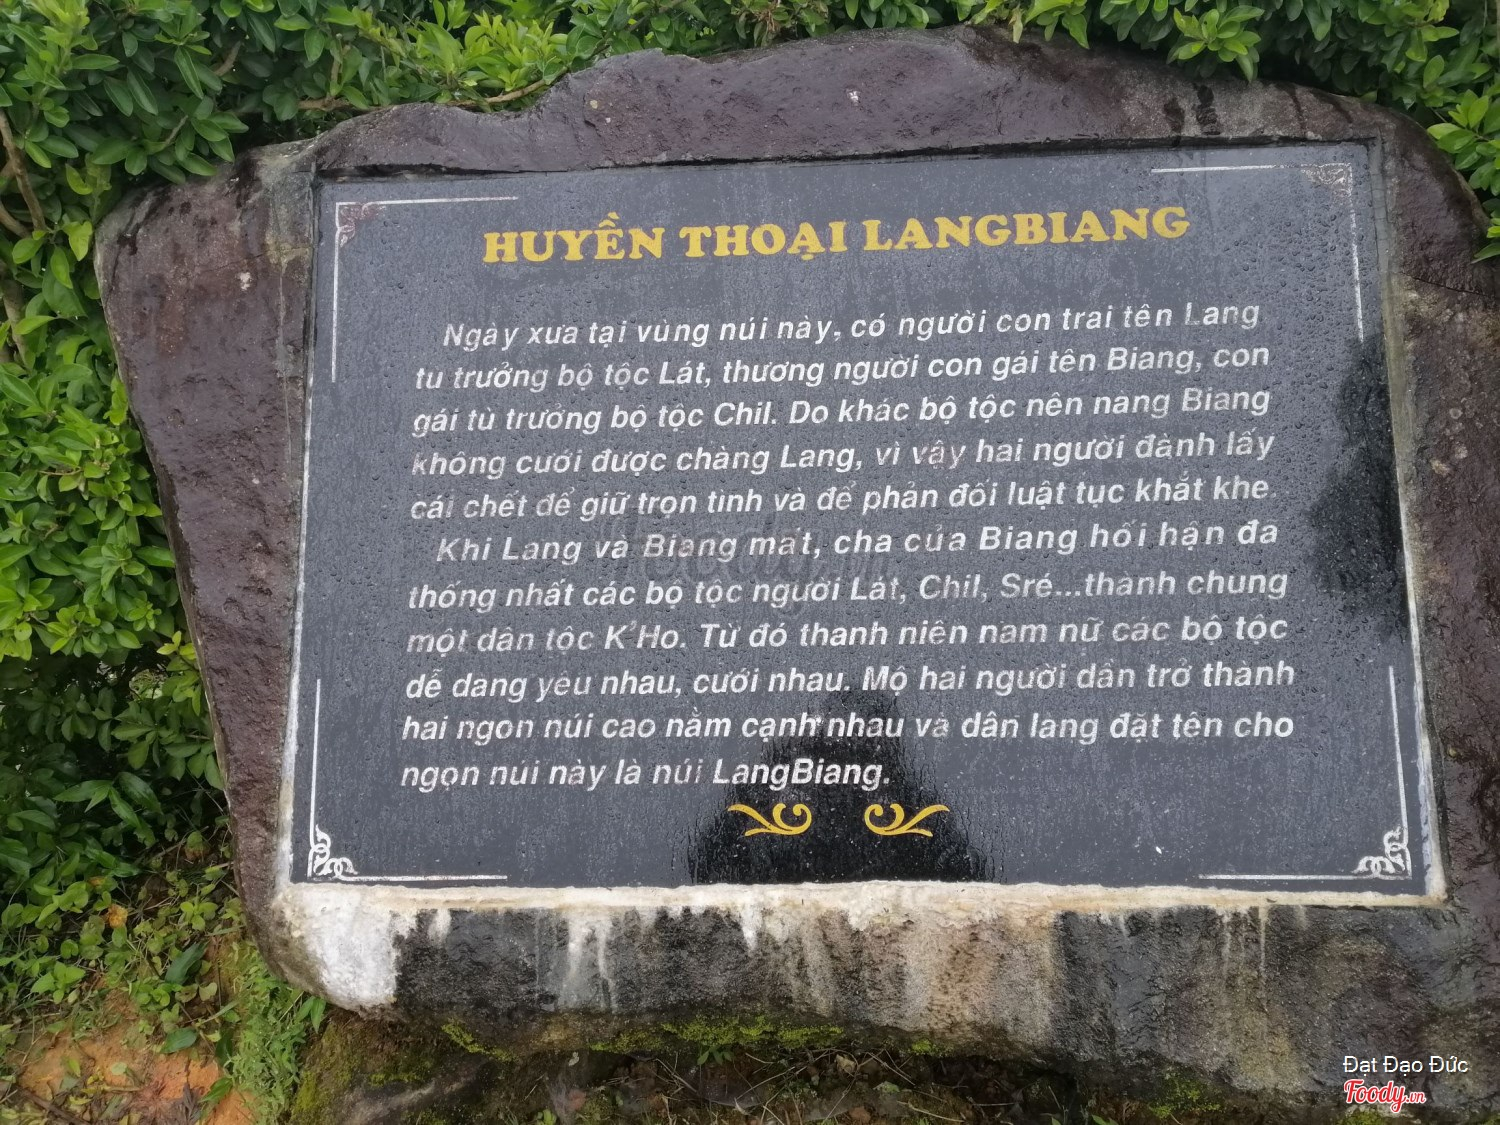 HUYỀN THOẠI LANGBIANG
Ngày xưa tại vùng núi này, có người con trai tên Lang
tù trưởng bộ tộc Lát, thương người con gái tên Biang, con
gái tù trưởng bộ tộc Chil. Do khác bộ tộc nên nàng Biang
không cưới được chàng Lang, vì vậy hai người đành lấy
cái chết để giữ trọn tình và để phản đối luật tục khắt khe.
Khi Lang và Biang mất, cha của Biang hối hận đa
thống nhất các bộ tộc người Lát, Chil, Sré...thành chung
một dân tộc K'Ho. Từ đó thanh niên nam nữ các bộ tộc
dễ dang yêu nhau, cưới nhau. Mộ hai người dần trở thành
hai ngọn núi cao nằm cạnh nhau và dân làng đặt tên cho
ngọn núi này là núi LangBiang.
Foody.vn
Đạt Đạo Đức
Foody.vn